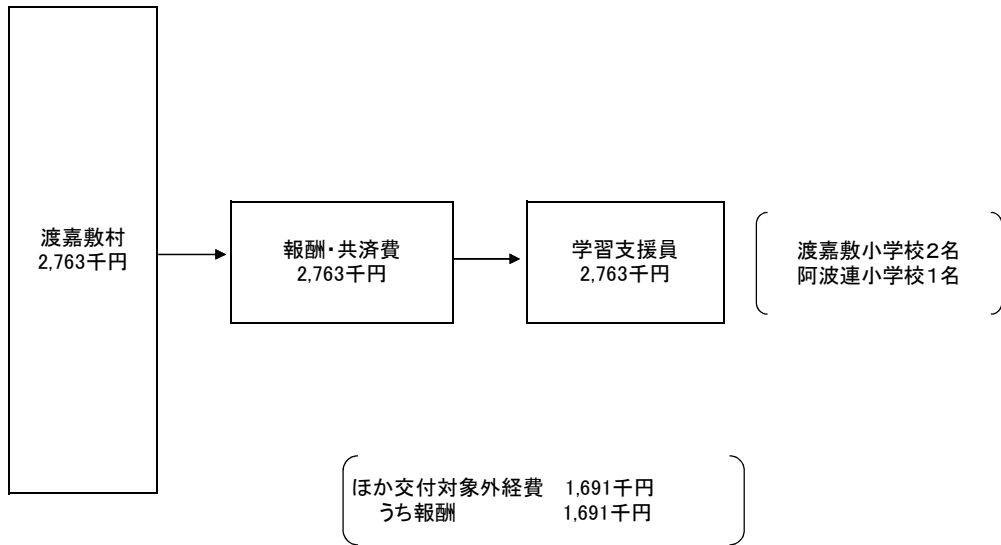 渡嘉敷村
2,763千円
報酬・共済費
2,763千円
学習支援員
2,763千円
渡嘉敷小学校２名
阿波連小学校１名
ほか交付対象外経費　1,691千円
うち報酬　1,691千円